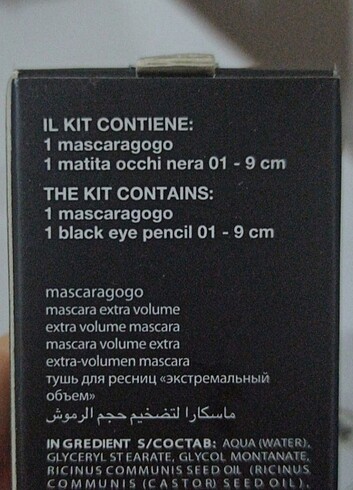 IL KIT CONTIENE:
1 mascaragogo
1 matita occhi nera 01 - 9 cm
THE KIT CONTAINS:
1 mascaragogo
1 black eye pencil 01 - 9 cm
mascaragogo
mascara extra volume
extra volume mascara
mascara volume extra
extra-volumen mascara
тушь для ресниц «экстремальный
объем»
ماسكارا لتضخيم حجم الرموش
INGREDIENT S/COCTAB: AQUA (WATER),
GLYCERYL STEARATE, GLYCOL MONTANATE,
RICINUS COMMUNIS SEED OIL (RICINUS
COMMUNIS (CASTOR) SEED OIL),